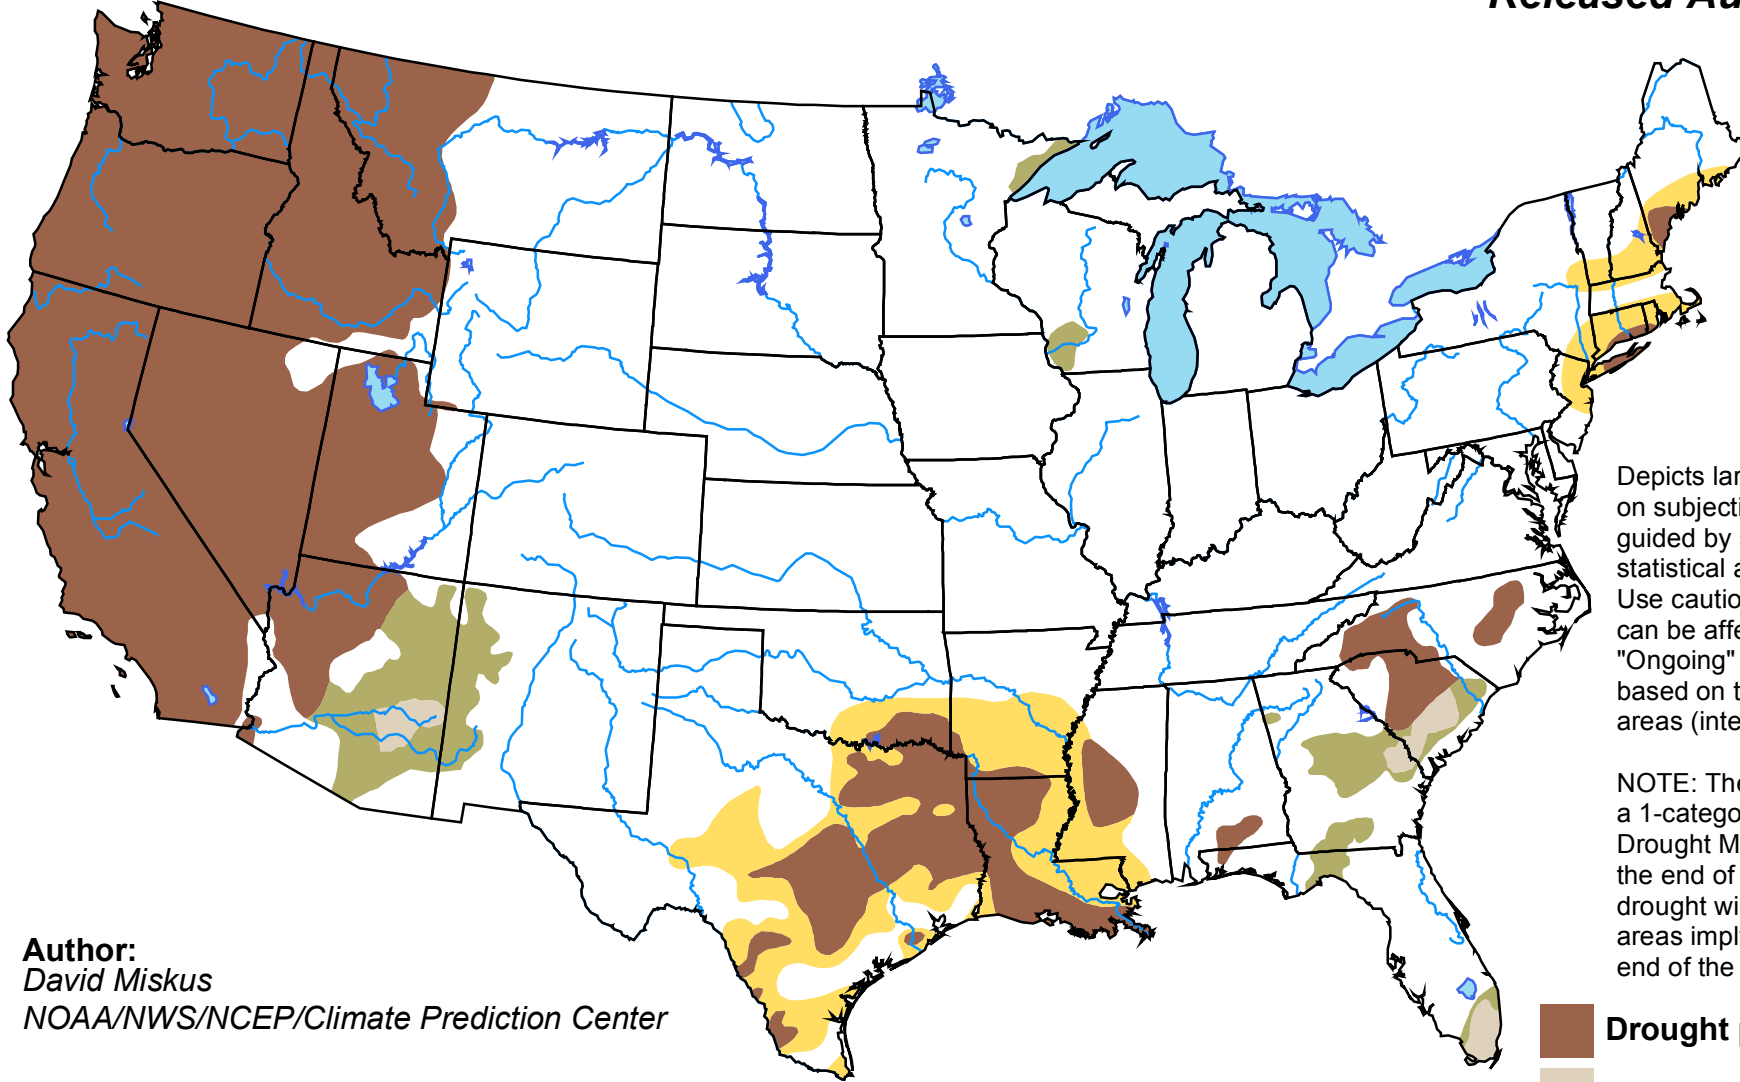 Released Au
Depicts lar
on subjecti
guided by
statistical a
Use cautio
can be affe
"Ongoing"
based on t
areas (inte
NOTE: The
a 1-catego
Drought M
the end of
drought wi
areas impl
end of the
Author:
David Miskus
NOAA/NWS/NCEP/Climate Prediction Center
Drought p